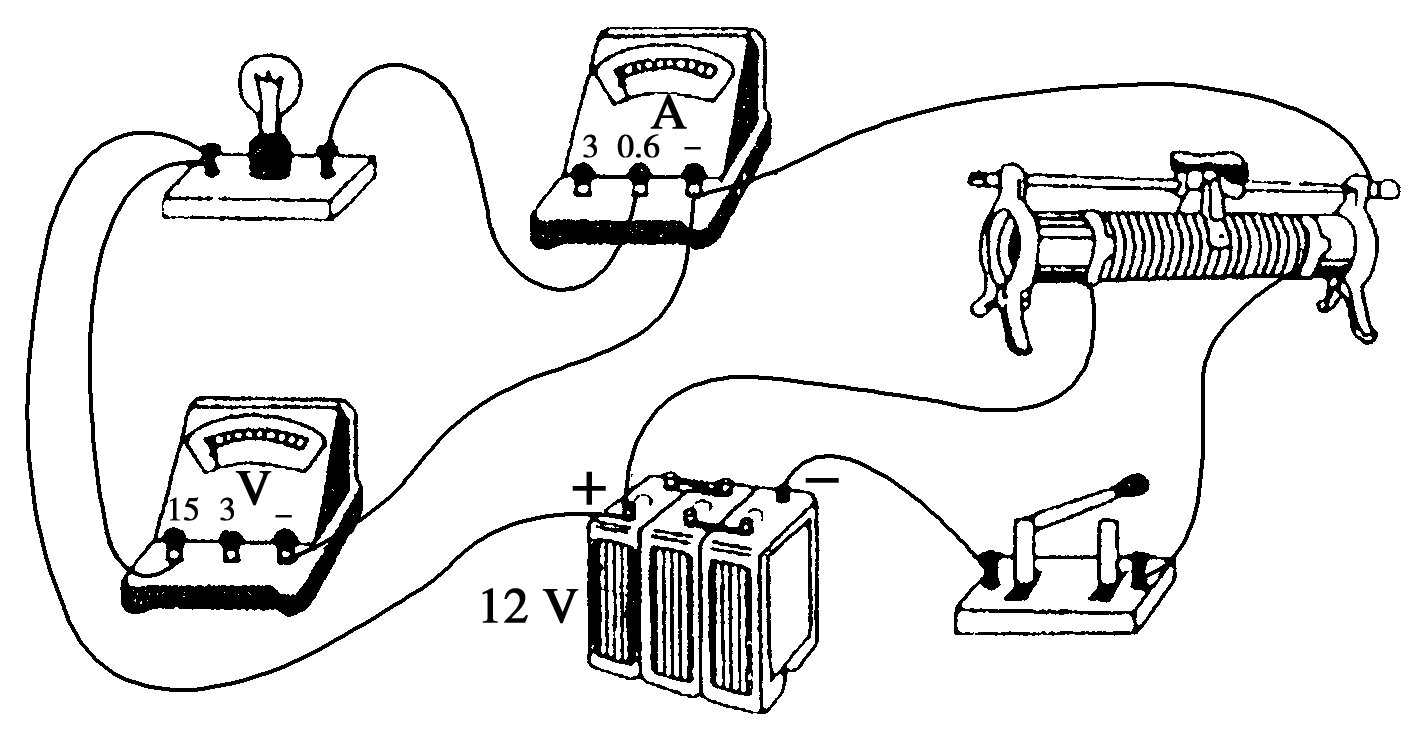 A
3 0.6 –
V
15 3 –
+ –
12 V